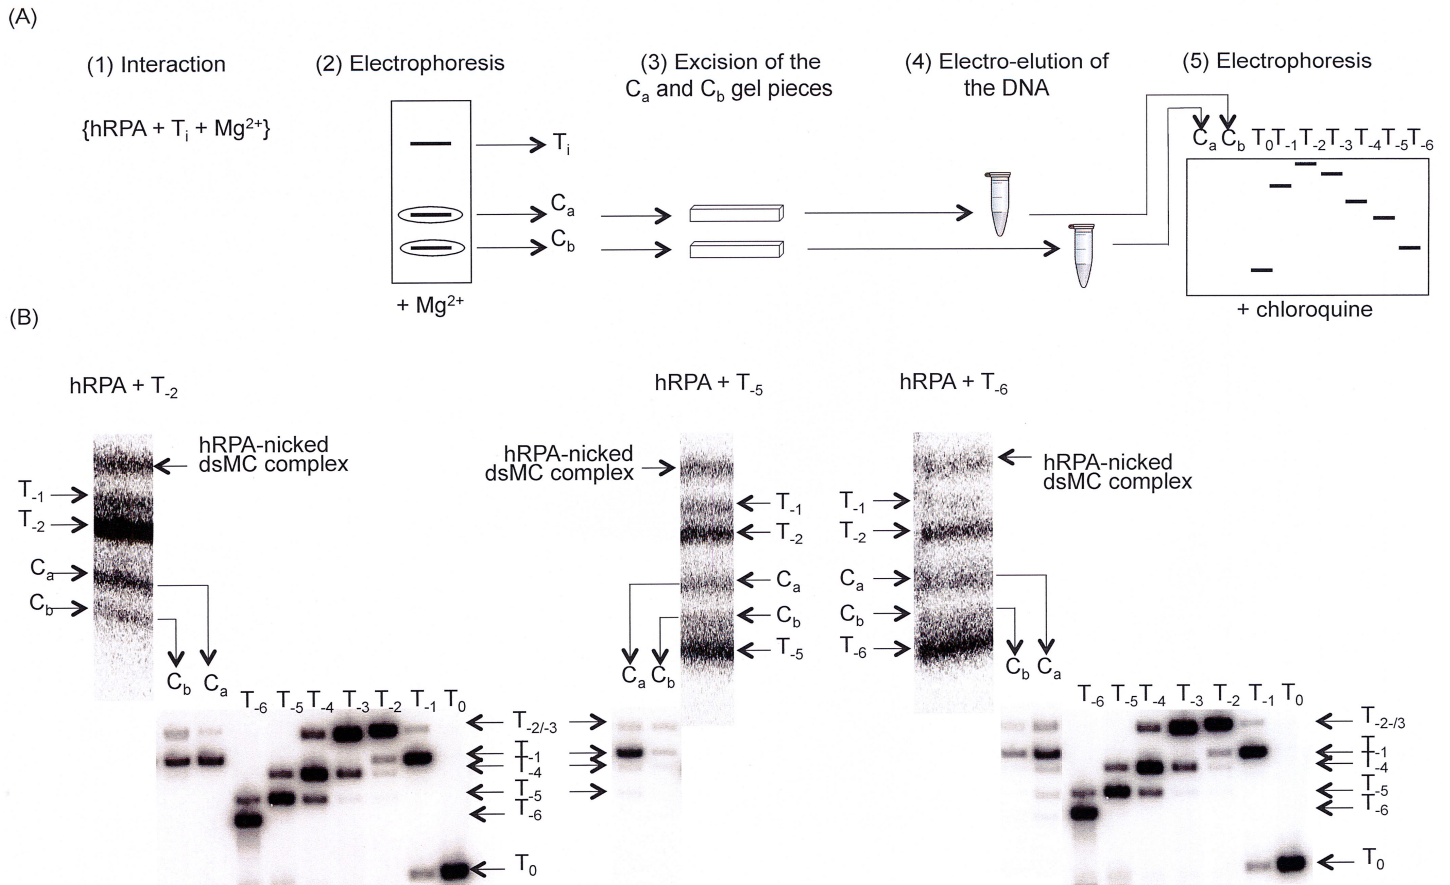 (A)
(1) Interaction
(2) Electrophoresis
(3) Excision of the
Ca and Cb gel pieces
(4) Electro-elution of
the DNA
(5) Electrophoresis
{hRPA + Ti + Mg2+}
Ti
Ca
Cb
+ Mg2+
Ca Cb T0 T-1 T-2 T-3 T-4 T-5 T-6
+ chloroquine
(B)
hRPA + T-2
hRPA-nicked
dsMC complex
T-1
T-2
Ca
Cb
Cb Ca
T-6 T-5 T-4 T-3 T-2 T-1 T0
hRPA + T-5
hRPA-nicked
dsMC complex
T-1
T-2
Ca
Cb
T-5
Ca Cb
T-2/-3
T-1
T-4
T-5
T-6
T0
hRPA + T-6
hRPA-nicked
dsMC complex
T-1
T-2
Ca
Cb
T-6
Cb Ca
T-6 T-5 T-4 T-3 T-2 T-1 T0
T-2-/3
T-1
T-4
T-5
T-6
T0